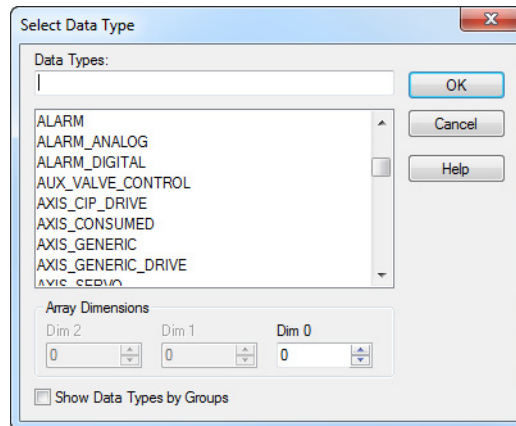 Select Data Type
Data Types:
OK
ALARM
Cancel
ALARM_ANALOG
ALARM_DIGITAL
Help
AUX_VALVE_CONTROL
AXIS_CIP_DRIVE
AXIS_CONSUMED
AXIS_GENERIC
AXIS_GENERIC_DRIVE
AXIS_SERVO
Array Dimensions
Dim 2 Dim 1 Dim 0
0 0 0
Show Data Types by Groups